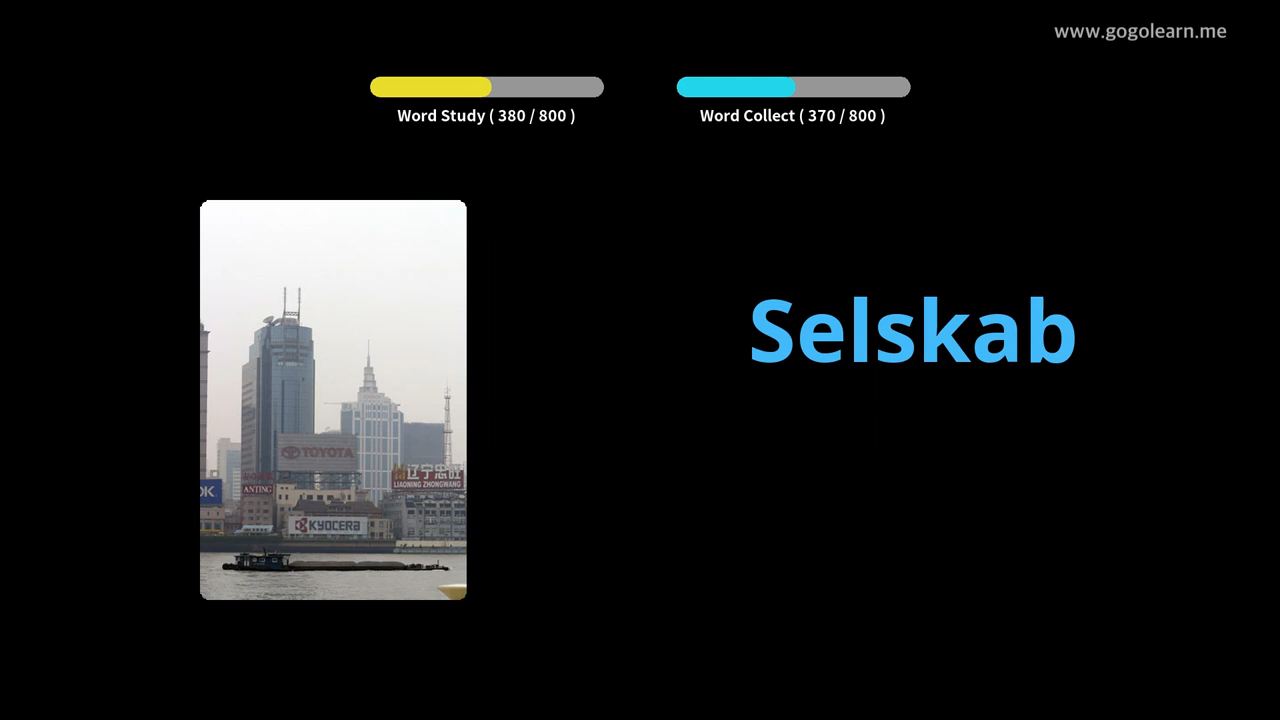 www.gogolearn.me
Word Study ( 380 / 800 )
Word Collect ( 370 / 800 )
Selskab
TOYOTA
辽宁忠旺
LIAONING ZHONGWANG
OK
ANTING
KYOCERA